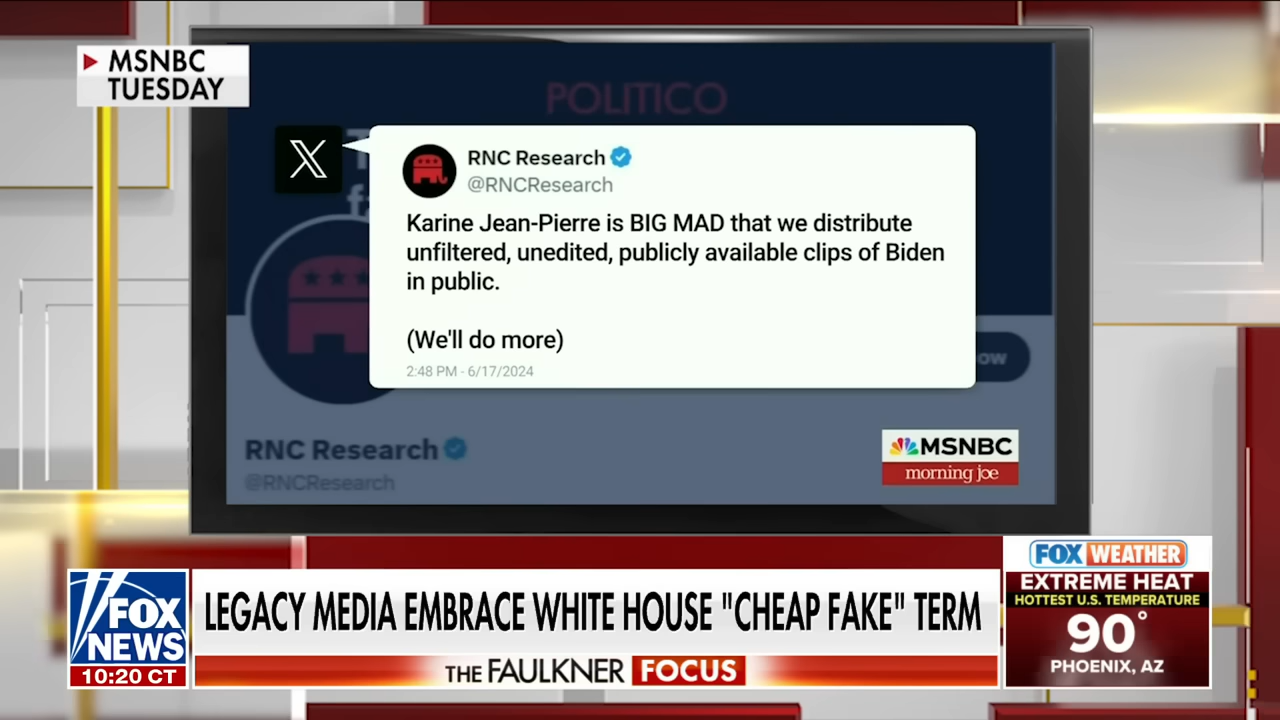 MSNBC
TUESDAY
POLITICO
X
RNC Research
@RNCResearch
Karine Jean-Pierre is BIG MAD that we distribute
unfiltered, unedited, publicly available clips of Biden
in public.
(We'll do more)
2:48 PM - 6/17/2024
RNC Research
@RNCResearch
MSNBC
morning joe
FOX
NEWS
10:20 CT
LEGACY MEDIA EMBRACE WHITE HOUSE "CHEAP FAKE" TERM
THE FAULKNER FOCUS
FOX WEATHER
EXTREME HEAT
HOTTEST U.S. TEMPERATURE
90°
PHOENIX, AZ